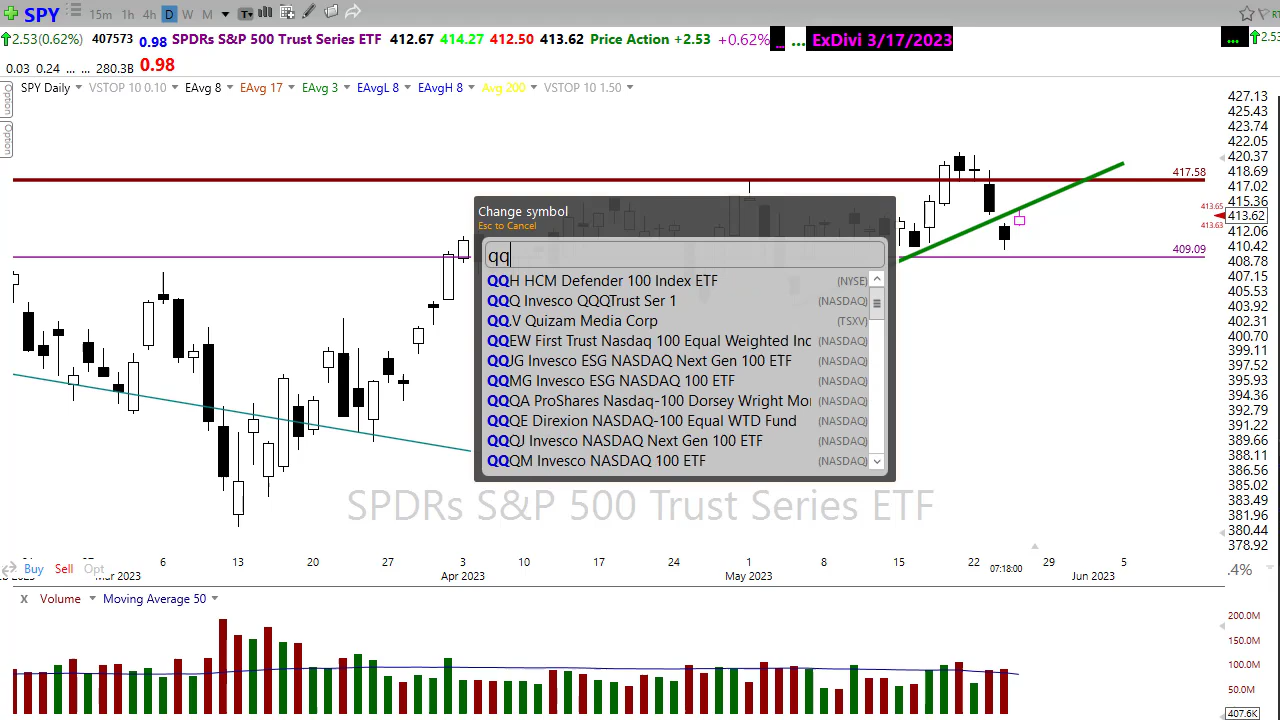 SPY 15m 1h 4h D W M T
2.53(0.62%) 407573 0.98 SPDRs S&P 500 Trust Series ETF 412.67 414.27 412.50 413.62 Price Action +2.53 +0.62% ... ... ExDivi 3/17/2023 ... 2.53
0.03 0.24 ... ... 280.3B 0.98
Option
Option
SPY Daily VSTOP 10 0.10 EAvg 8 EAvg 17 EAvg 3 EAvgL 8 EAvgH 8 Avg 200 VSTOP 10 1.50
427.13
425.43
423.74
422.05
420.37
418.69
417.02
415.36
413.62
412.06
410.42
408.78
407.15
405.53
403.92
402.31
400.70
399.11
397.52
395.93
394.36
392.79
391.22
389.66
388.11
386.56
385.02
383.49
381.96
380.44
378.92
417.58
413.65
413.63
409.09
Change symbol
Esc to Cancel
qq
QQH HCM Defender 100 Index ETF (NYSE)
QQQ Invesco QQQTrust Ser 1 (NASDAQ)
QQ.V Quizam Media Corp (TSXV)
QQEW First Trust Nasdaq 100 Equal Weighted Inc (NASDAQ)
QQJG Invesco ESG NASDAQ Next Gen 100 ETF (NASDAQ)
QQMG Invesco ESG NASDAQ 100 ETF (NASDAQ)
QQQA ProShares Nasdaq-100 Dorsey Wright Mo (NASDAQ)
QQQE Direxion NASDAQ-100 Equal WTD Fund (NASDAQ)
QQQJ Invesco NASDAQ Next Gen 100 ETF (NASDAQ)
QQQM Invesco NASDAQ 100 ETF (NASDAQ)
SPDRs S&P 500 Trust Series ETF
6 13 20 27 3 10 17 24 1 8 15 22 07:18:00 29 5
Buy Sell Opt
Mar 2023 Apr 2023 May 2023 Jun 2023
.4%
X Volume Moving Average 50
200.0M
150.0M
100.0M
50.0M
407.6K